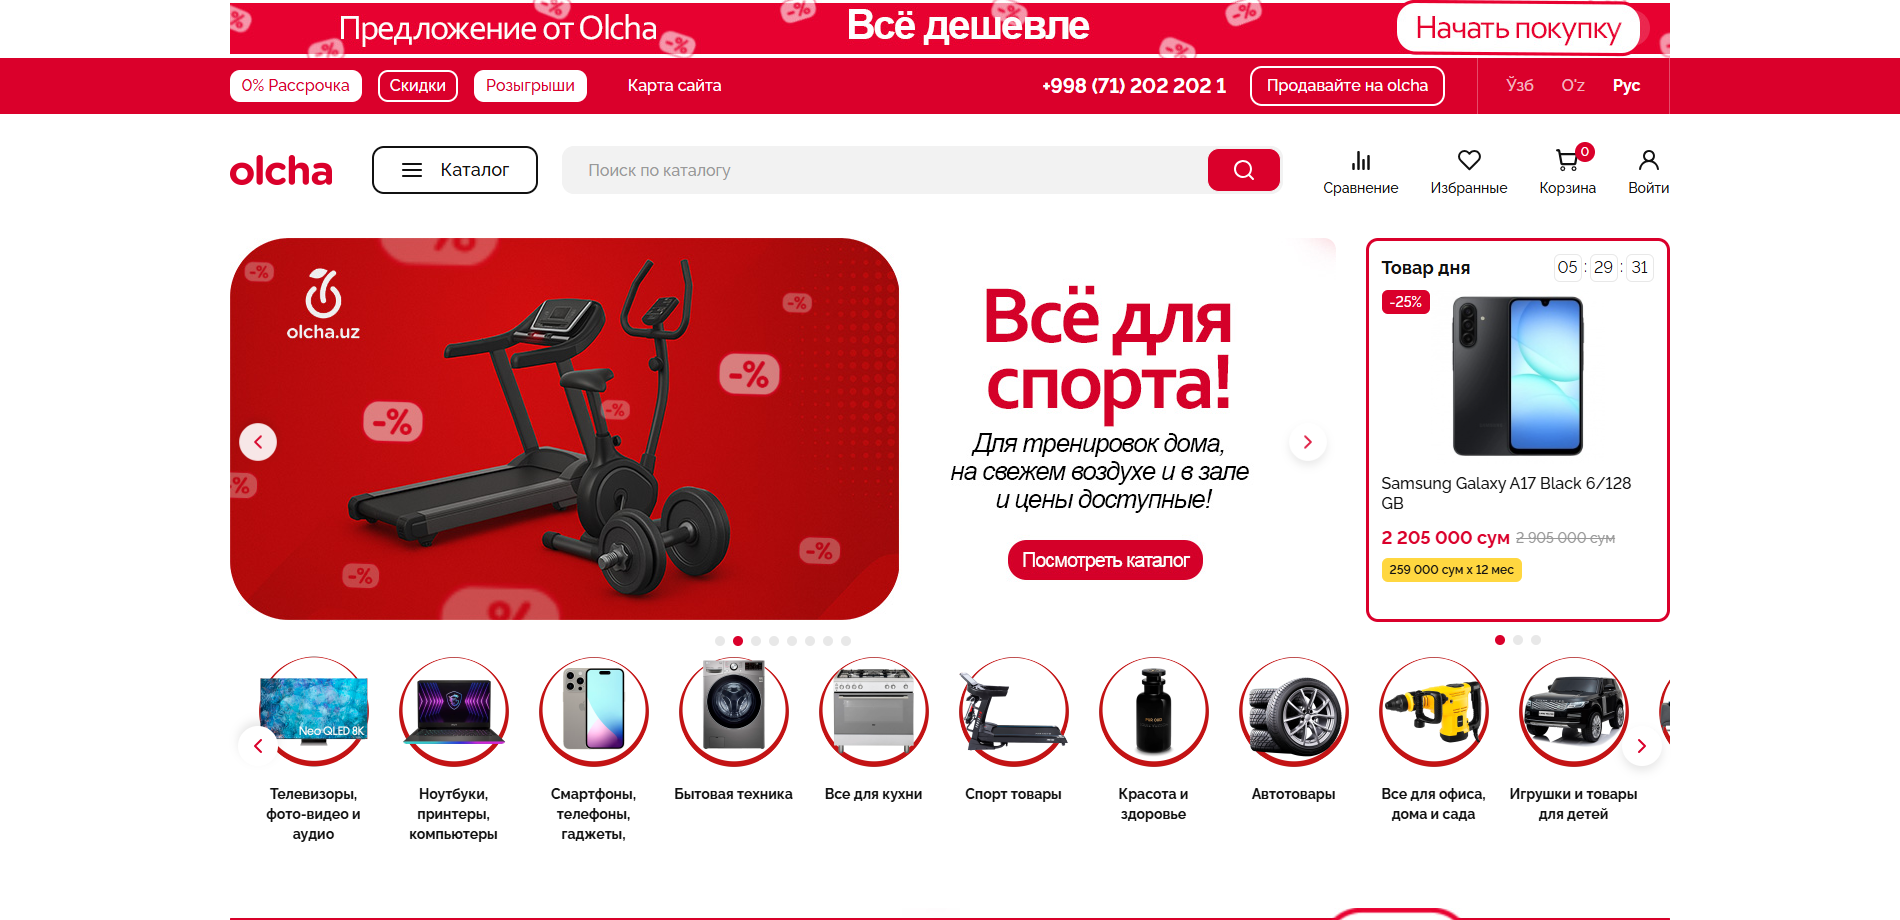 Предложение от Olcha
Всё дешевле
Начать покупку
0% Рассрочка
Скидки
Розыгрыши
Карта сайта
+998 (71) 202 202 1
Продавайте на olcha
Ўзб
O'z
Рус
olcha
Каталог
Поиск по каталогу
Сравнение
Избранные
0
Корзина
Войти
olcha.uz
-%
-%
-%
-%
-%
-%
-%
-%
%
%
Всё для
спорта!
Для тренировок дома,
на свежем воздухе и в зале
и цены доступные!
Посмотреть каталог
Товар дня
05 : 29 : 31
-25%
Samsung Galaxy A17 Black 6/128
GB
2 205 000 сум 2 905 000 сум
259 000 сум x 12 мес
Neo QLED 8K
Телевизоры,
фото-видео и
аудио
Ноутбуки,
принтеры,
компьютеры
Смартфоны,
телефоны,
гаджеты,
Бытовая техника
Все для кухни
Спорт товары
Красота и
здоровье
Автотовары
Все для офиса,
дома и сада
Игрушки и товары
для детей